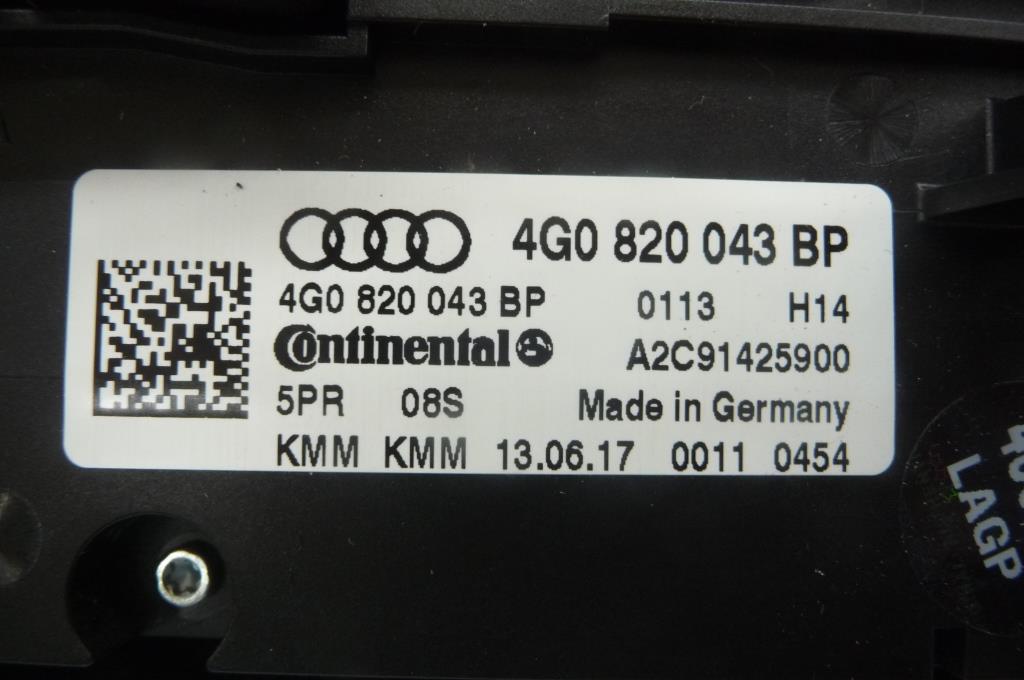 4G0 820 043 BP
4G0 820 043 BP 0113 H14
Continental A2C91425900
5PR 08S Made in Germany
KMM KMM 13.06.17 0011 0454
LAGP